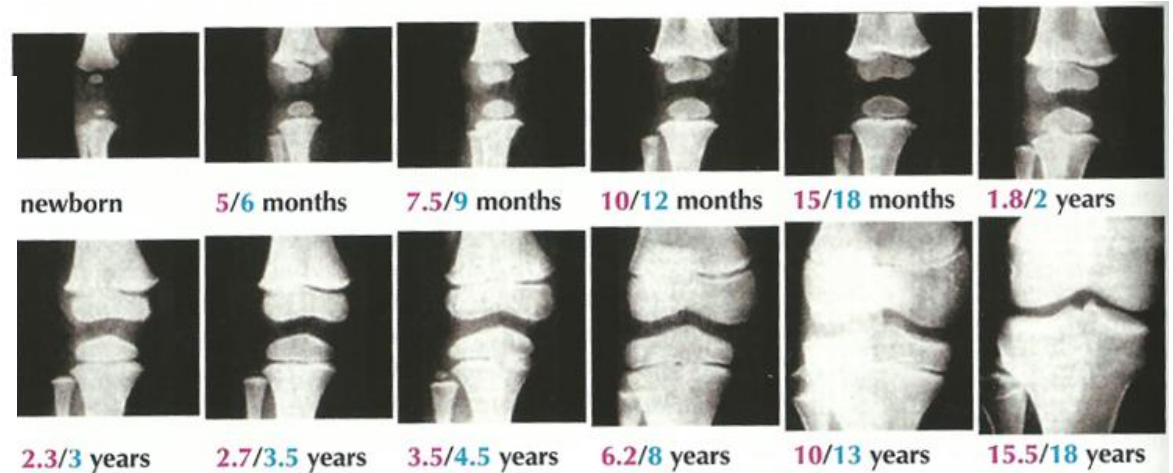 newborn
5/6 months
7.5/9 months
10/12 months
15/18 months
1.8/2 years
2.3/3 years
2.7/3.5 years
3.5/4.5 years
6.2/8 years
10/13 years
15.5/18 years